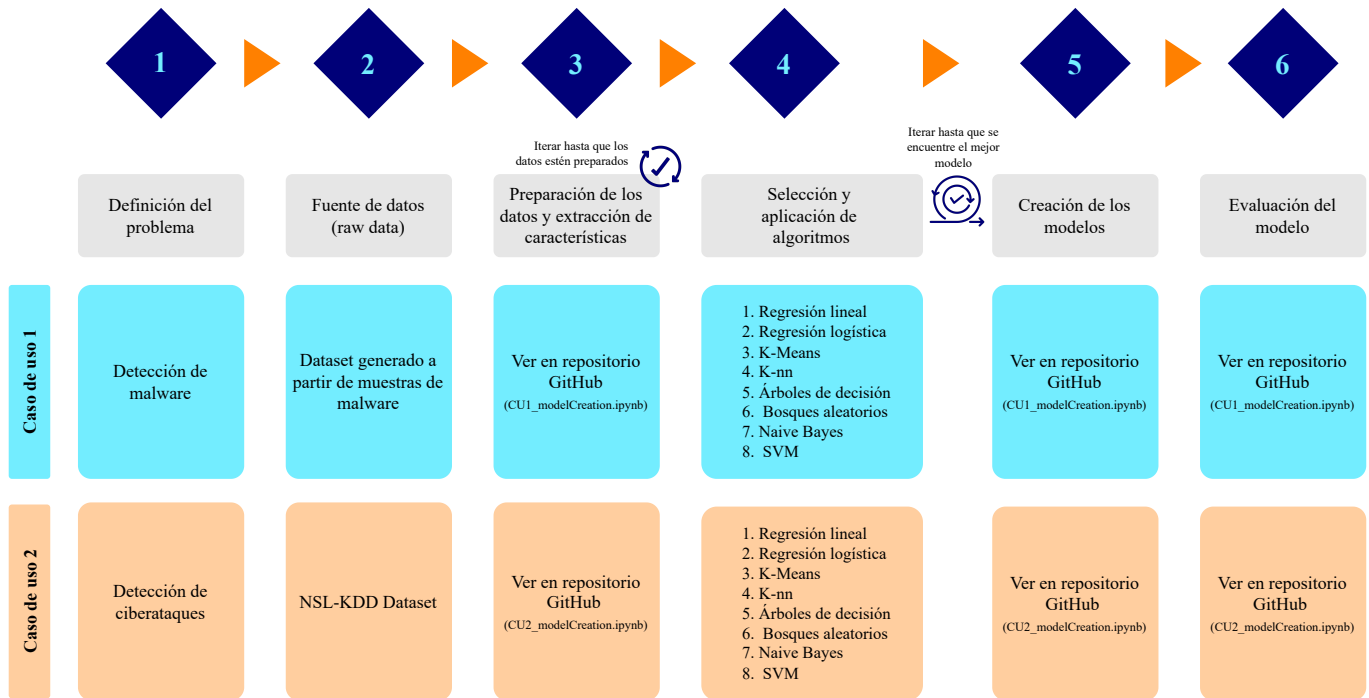 1
2
3
4
5
6
Iterar hasta que los
datos estén preparados
Iterar hasta que se
encuentre el mejor
modelo
Definición del
problema
Fuente de datos
(raw data)
Preparación de los
datos y extracción de
características
Selección y
aplicación de
algoritmos
Creación de los
modelos
Evaluación del
modelo
Caso de uso 1
Detección de
malware
Dataset generado a
partir de muestras de
malware
Ver en repositorio
GitHub
(CU1_modelCreation.ipynb)
1. Regresión lineal
2. Regresión logística
3. K-Means
4. K-nn
5. Árboles de decisión
6. Bosques aleatorios
7. Naive Bayes
8. SVM
Ver en repositorio
GitHub
(CU1_modelCreation.ipynb)
Ver en repositorio
GitHub
(CU1_modelCreation.ipynb)
Caso de uso 2
Detección de
ciberataques
NSL-KDD Dataset
Ver en repositorio
GitHub
(CU2_modelCreation.ipynb)
1. Regresión lineal
2. Regresión logística
3. K-Means
4. K-nn
5. Árboles de decisión
6. Bosques aleatorios
7. Naive Bayes
8. SVM
Ver en repositorio
GitHub
(CU2_modelCreation.ipynb)
Ver en repositorio
GitHub
(CU2_modelCreation.ipynb)